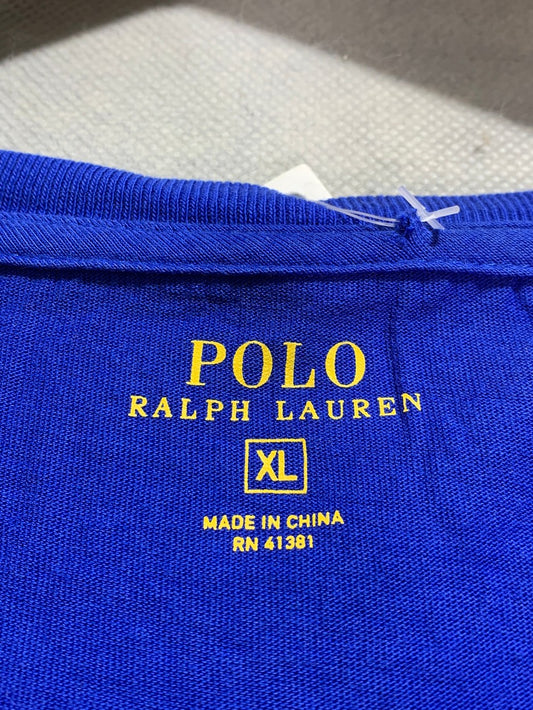 POLO
RALPH LAUREN
XL
MADE IN CHINA
RN 41381